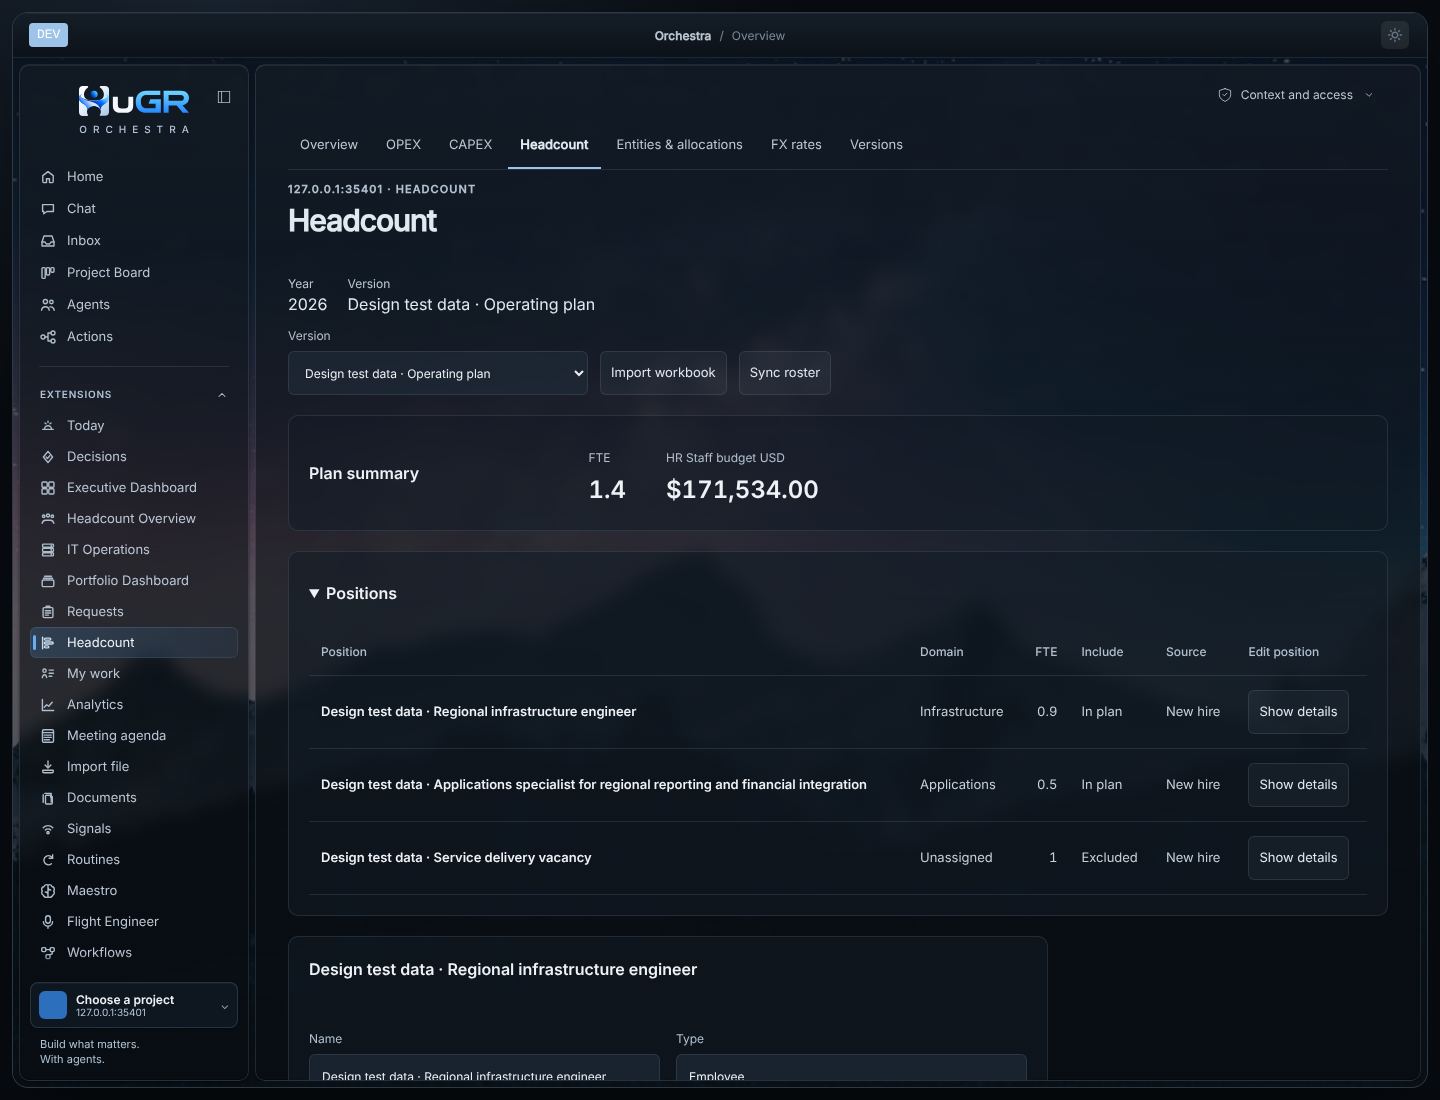 DEV
Orchestra / Overview
HuGR
ORCHESTRA
Home
Chat
Inbox
Project Board
Agents
Actions
EXTENSIONS
Today
Decisions
Executive Dashboard
Headcount Overview
IT Operations
Portfolio Dashboard
Requests
Headcount
My work
Analytics
Meeting agenda
Import file
Documents
Signals
Routines
Maestro
Flight Engineer
Workflows
Choose a project
127.0.0.1:35401
Build what matters.
With agents.
Context and access
Overview OPEX CAPEX Headcount Entities & allocations FX rates Versions
127.0.0.1:35401 · HEADCOUNT
Headcount
Year Version
2026 Design test data · Operating plan
Version
Design test data · Operating plan Import workbook Sync roster
Plan summary
FTE HR Staff budget USD
1.4 $171,534.00
Positions
Position Domain FTE Include Source Edit position
Design test data · Regional infrastructure engineer Infrastructure 0.9 In plan New hire Show details
Design test data · Applications specialist for regional reporting and financial integration Applications 0.5 In plan New hire Show details
Design test data · Service delivery vacancy Unassigned 1 Excluded New hire Show details
Design test data · Regional infrastructure engineer
Name Type
Design test data · Regional infrastructure engineer Employee